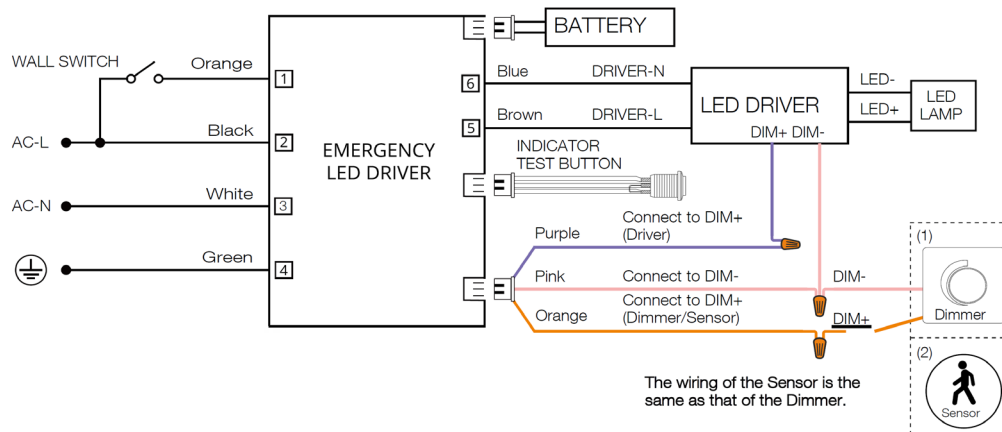 BATTERY
WALL SWITCH
Orange
1
6
Blue
DRIVER-N
LED DRIVER
LED-
LED
LAMP
LED+
AC-L
Black
2
5
Brown
DRIVER-L
DIM+ DIM-
EMERGENCY
LED DRIVER
INDICATOR
TEST BUTTON
AC-N
White
3
Purple
Connect to DIM+
(Driver)
(1)
Green
4
Pink
Connect to DIM-
DIM-
Orange
Connect to DIM+
(Dimmer/Sensor)
DIM+
Dimmer
(2)
The wiring of the Sensor is the
same as that of the Dimmer.
Sensor